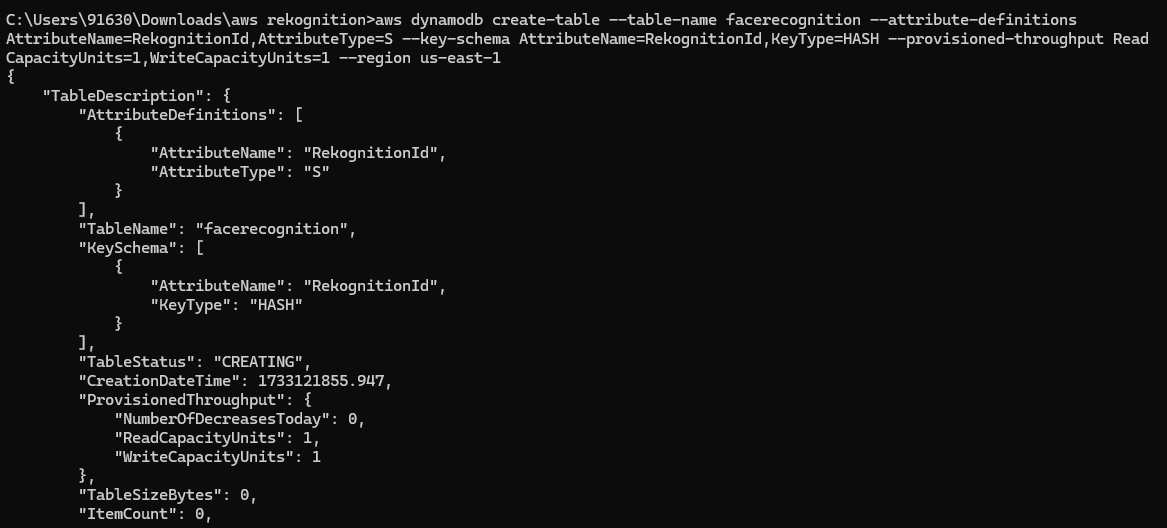 C:\Users\91630\Downloads\aws rekognition>aws dynamodb create-table --table-name facerecognition --attribute-definitions
AttributeName=RekognitionId,AttributeType=S --key-schema AttributeName=RekognitionId,KeyType=HASH --provisioned-throughput Read
CapacityUnits=1,WriteCapacityUnits=1 --region us-east-1
{
    "TableDescription": {
        "AttributeDefinitions": [
            {
                "AttributeName": "RekognitionId",
                "AttributeType": "S"
            }
        ],
        "TableName": "facerecognition",
        "KeySchema": [
            {
                "AttributeName": "RekognitionId",
                "KeyType": "HASH"
            }
        ],
        "TableStatus": "CREATING",
        "CreationDateTime": 1733121855.947,
        "ProvisionedThroughput": {
            "NumberOfDecreasesToday": 0,
            "ReadCapacityUnits": 1,
            "WriteCapacityUnits": 1
        },
        "TableSizeBytes": 0,
        "ItemCount": 0,